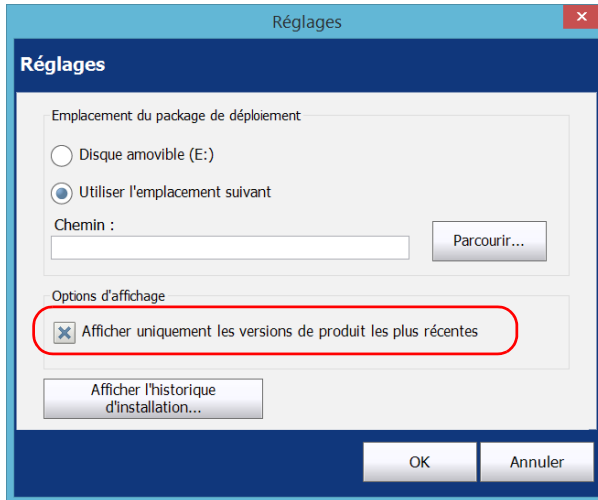 Réglages
Réglages
Emplacement du package de déploiement
Disque amovible (E:)
Utiliser l'emplacement suivant
Chemin :
Parcourir...
Options d'affichage
Afficher uniquement les versions de produit les plus récentes
Afficher l'historique
d'installation...
OK
Annuler